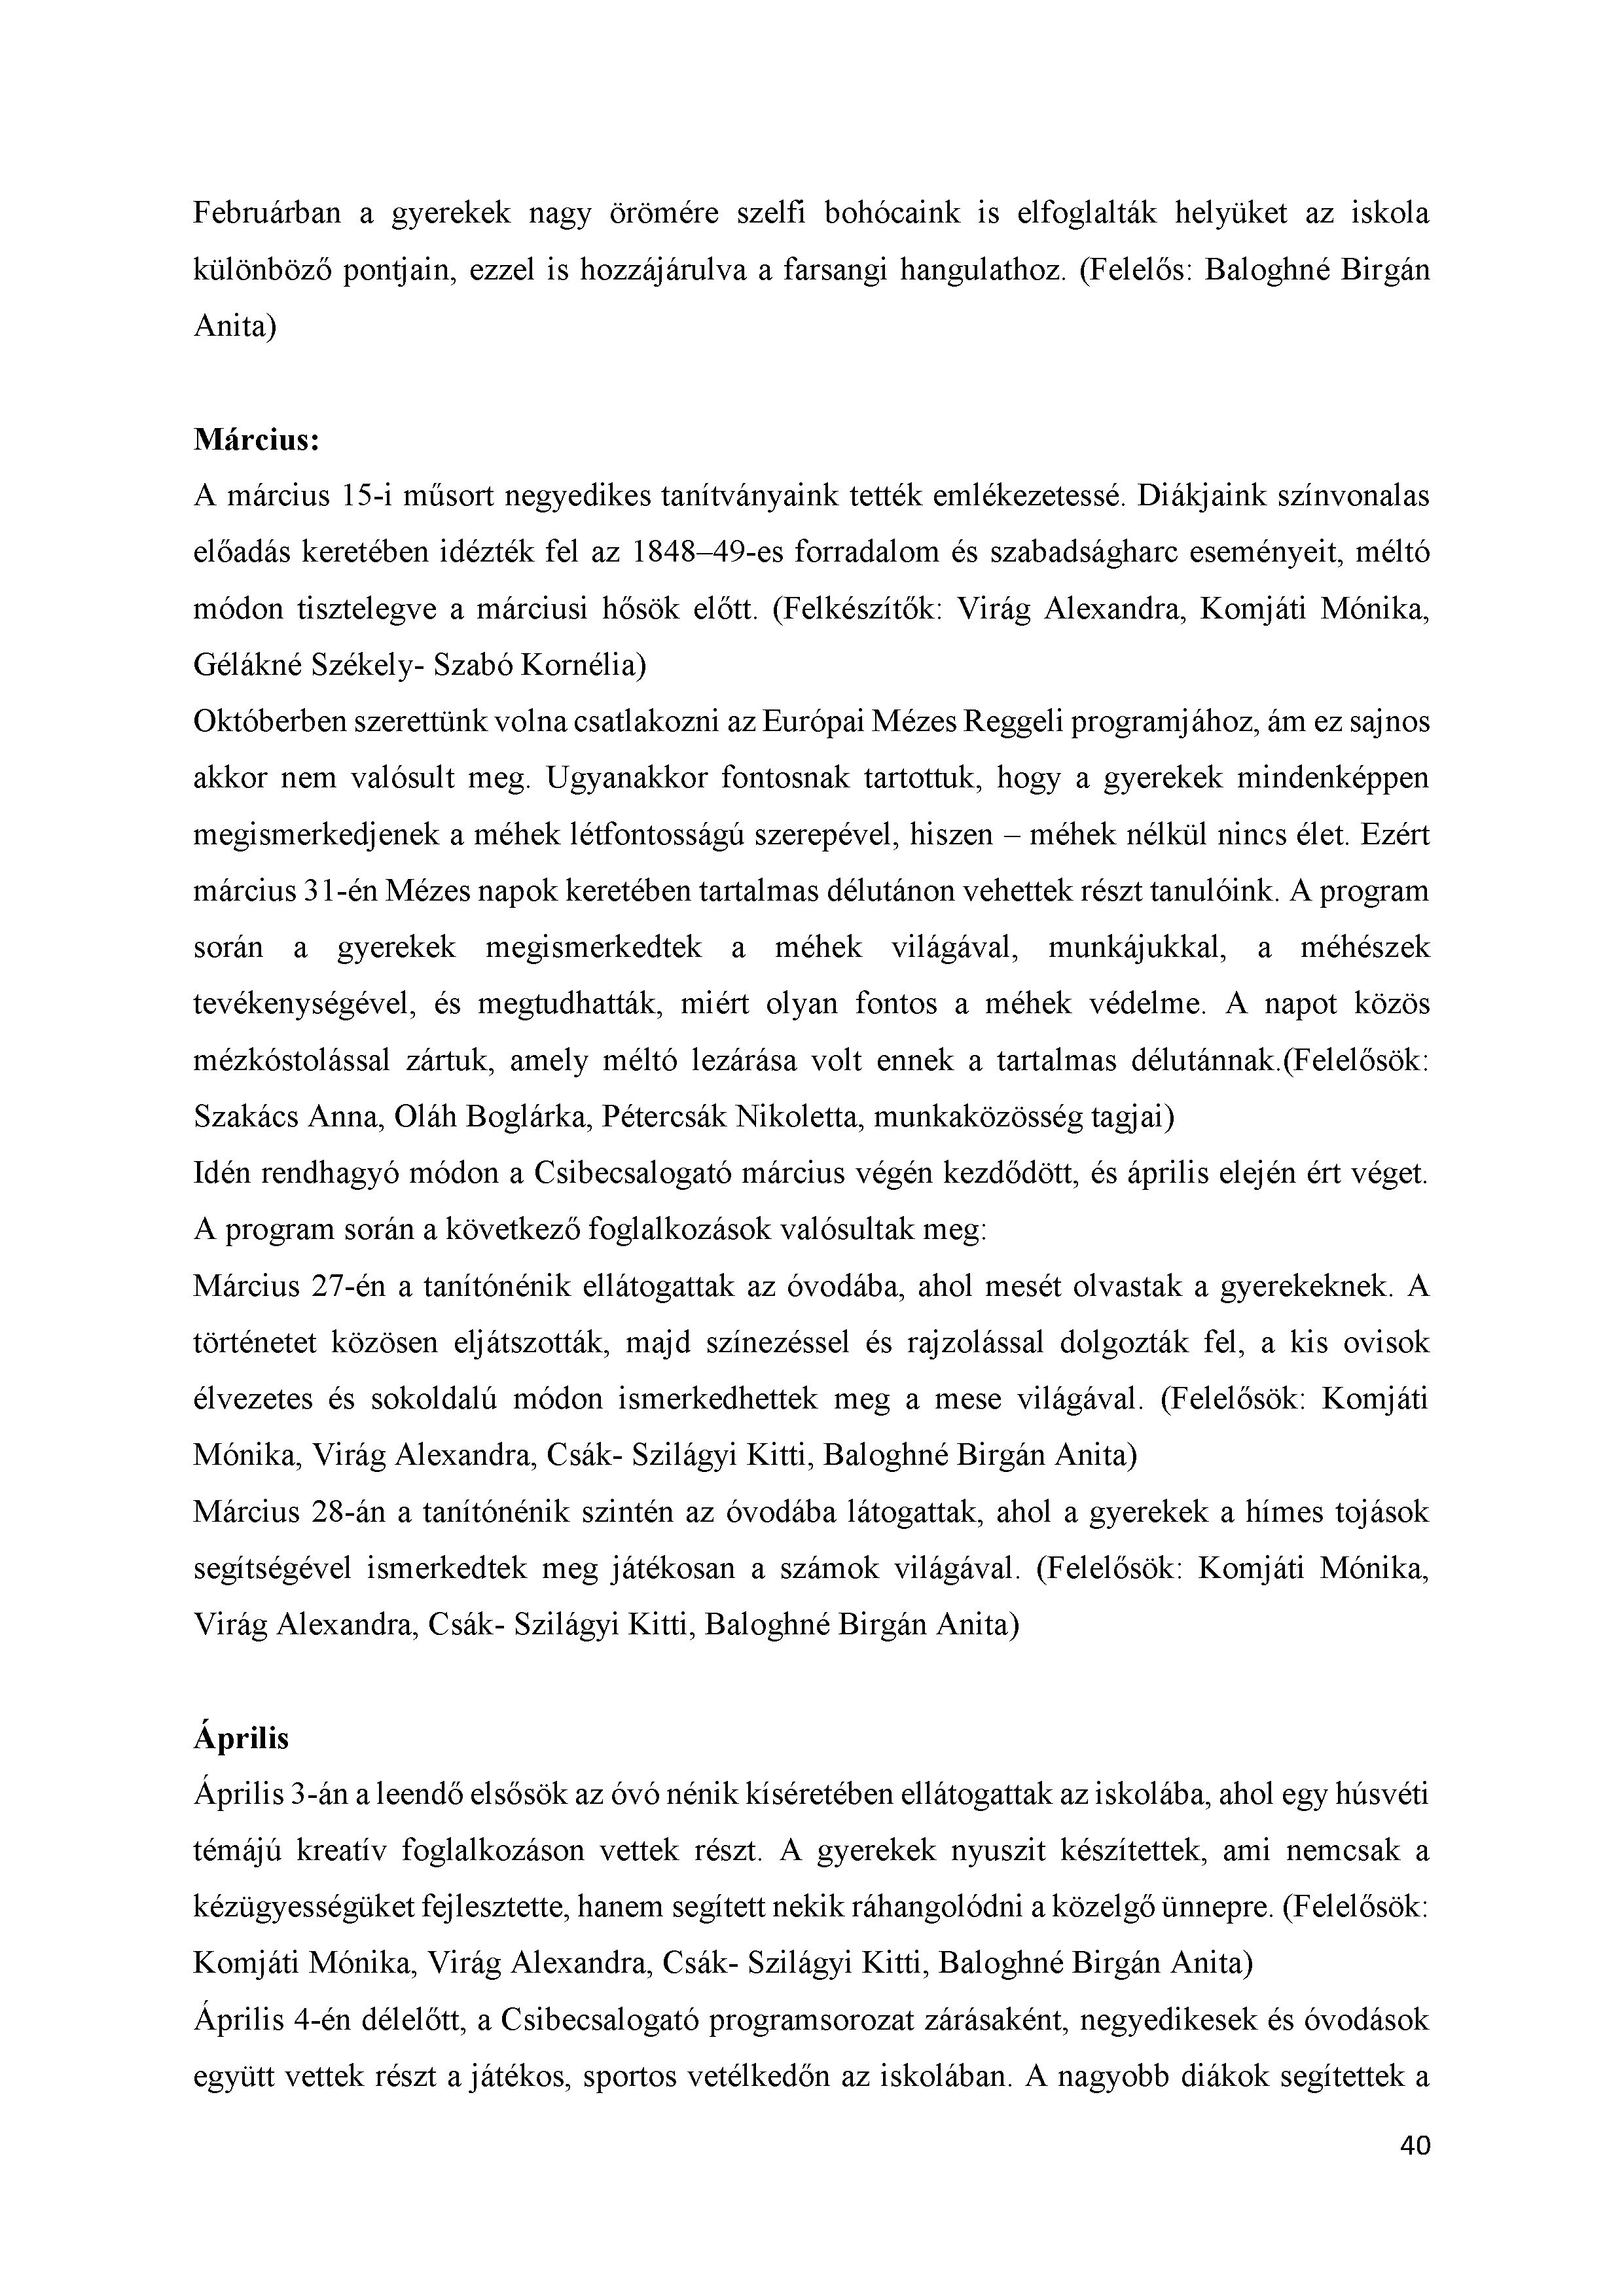 Februárban a gyerekek nagy örömére szelfi bohócaink is elfoglalták helyüket az iskola
különböző pontjain, ezzel is hozzájárulva a farsangi hangulathoz. (Felelős: Baloghné Birgán
Anita)
Március:
A március 15-i műsort negyedikes tanítványaink tették emlékezetessé. Diákjaink színvonalas
előadás keretében idézték fel az 1848–49-es forradalom és szabadságharc eseményeit, méltó
módon tisztelegve a márciusi hősök előtt. (Felkészítők: Virág Alexandra, Komjáti Mónika,
Gélákné Székely- Szabó Kornélia)
Októberben szerettünk volna csatlakozni az Európai Mézes Reggeli programjához, ám ez sajnos
akkor nem valósult meg. Ugyanakkor fontosnak tartottuk, hogy a gyerekek mindenképpen
megismerkedjenek a méhek létfontosságú szerepével, hiszen – méhek nélkül nincs élet. Ezért
március 31-én Mézes napok keretében tartalmas délutánon vehettek részt tanulóink. A program
során a gyerekek megismerkedtek a méhek világával, munkájukkal, a méhészek
tevékenységével, és megtudhatták, miért olyan fontos a méhek védelme. A napot közös
mézkóstolással zártuk, amely méltó lezárása volt ennek a tartalmas délutánnak.(Felelősök:
Szakács Anna, Oláh Boglárka, Pétercsák Nikoletta, munkaközösség tagjai)
Idén rendhagyó módon a Csibecsalogató március végén kezdődött, és április elején ért véget.
A program során a következő foglalkozások valósultak meg:
Március 27-én a tanítónénik ellátogattak az óvodába, ahol mesét olvastak a gyerekeknek. A
történetet közösen eljátszották, majd színezéssel és rajzolással dolgozták fel, a kis ovisok
élvezetes és sokoldalú módon ismerkedhettek meg a mese világával. (Felelősök: Komjáti
Mónika, Virág Alexandra, Csák- Szilágyi Kitti, Baloghné Birgán Anita)
Március 28-án a tanítónénik szintén az óvodába látogattak, ahol a gyerekek a hímes tojások
segítségével ismerkedtek meg játékosan a számok világával. (Felelősök: Komjáti Mónika,
Virág Alexandra, Csák- Szilágyi Kitti, Baloghné Birgán Anita)
Április
Április 3-án a leendő elsősök az óvó nénik kíséretében ellátogattak az iskolába, ahol egy húsvéti
témájú kreatív foglalkozáson vettek részt. A gyerekek nyuszit készítettek, ami nemcsak a
kézügyességüket fejlesztette, hanem segített nekik ráhangolódni a közelgő ünnepre. (Felelősök:
Komjáti Mónika, Virág Alexandra, Csák- Szilágyi Kitti, Baloghné Birgán Anita)
Április 4-én délelőtt, a Csibecsalogató programsorozat zárásaként, negyedikesek és óvodások
együtt vettek részt a játékos, sportos vetélkedőn az iskolában. A nagyobb diákok segítettek a
40